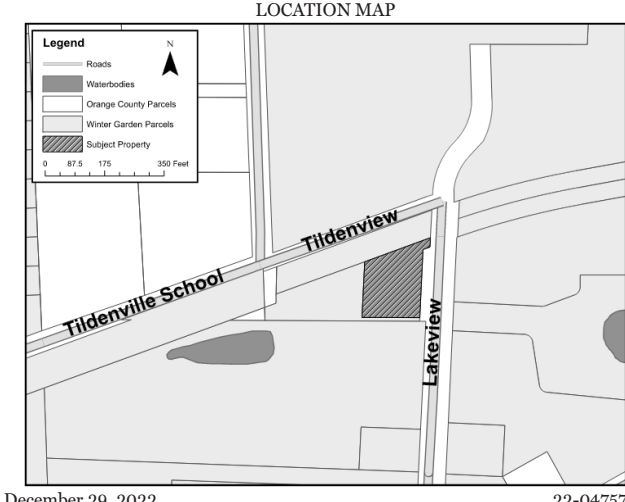 LOCATION MAP
Legend
N
Roads
Waterbodies
Orange County Parcels
Winter Garden Parcels
Subject Property
0 87.5 175 350 Feet
Tildenview
Tildenville School
Lakeview
December 29, 2022
22-04757